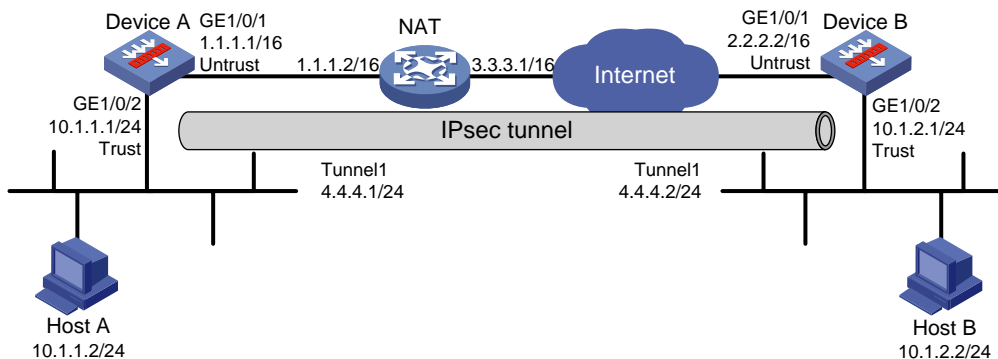 Device A
GE1/0/1
1.1.1.1/16
Untrust
NAT
1.1.1.2/16
3.3.3.1/16
Internet
GE1/0/1
2.2.2.2/16
Untrust
Device B
GE1/0/2
10.1.1.1/24
Trust
IPsec tunnel
GE1/0/2
10.1.2.1/24
Trust
Tunnel1
4.4.4.1/24
Tunnel1
4.4.4.2/24
Host A
10.1.1.2/24
Host B
10.1.2.2/24